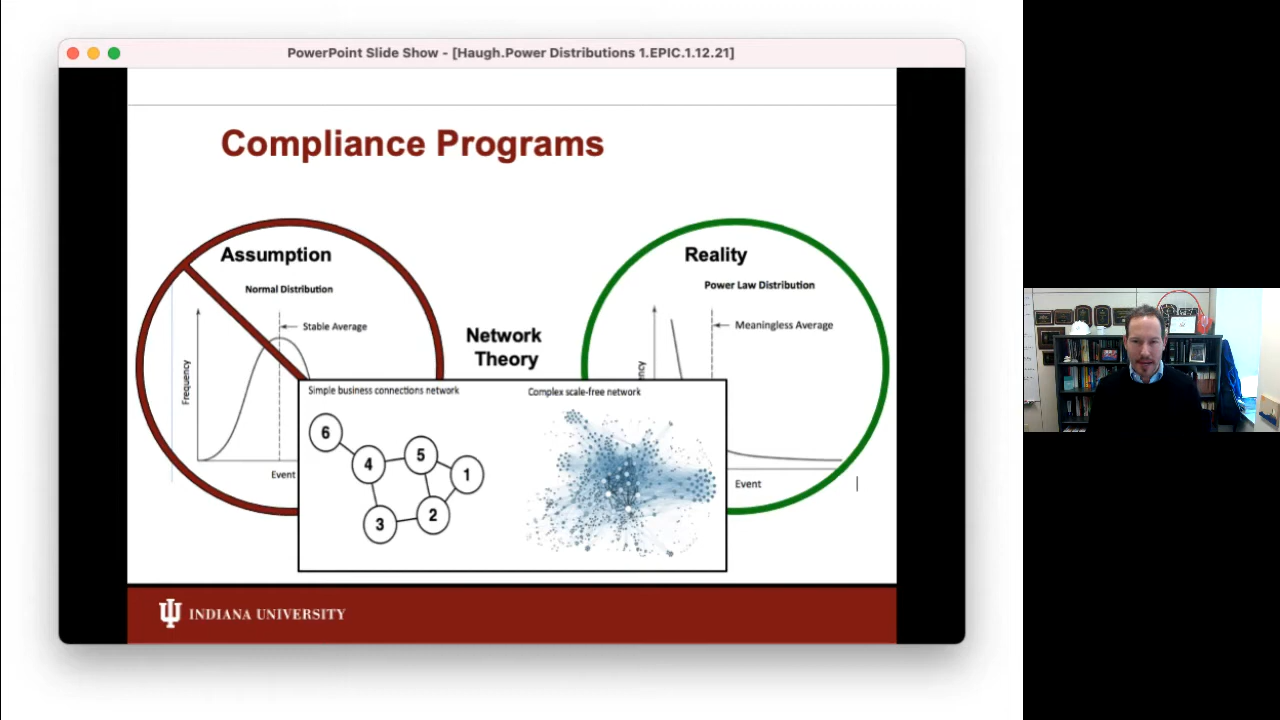 PowerPoint Slide Show - [Haugh.Power Distributions 1.EPIC.1.12.21]
Compliance Programs
Assumption
Normal Distribution
Stable Average
Frequency
Event
Network
Theory
Reality
Power Law Distribution
Meaningless Average
ncy
Event
Simple business connections network
6
4
5
1
3
2
Complex scale-free network
INDIANA UNIVERSITY